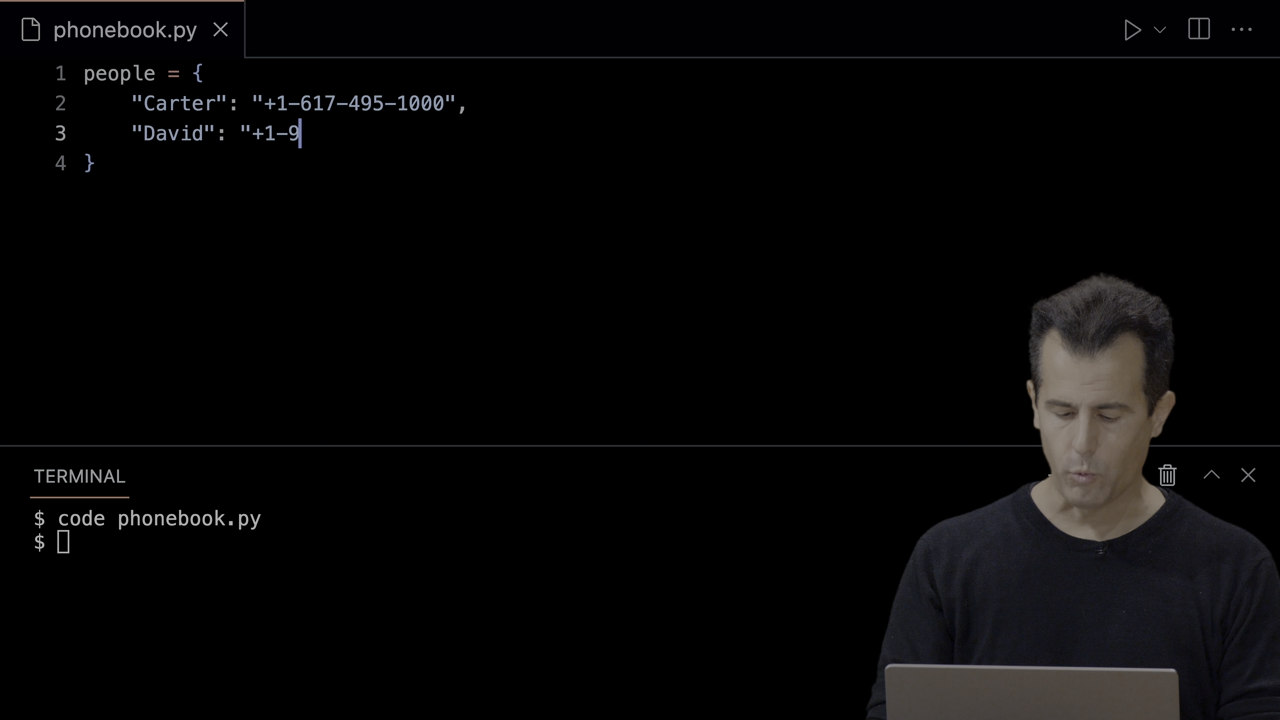 phonebook.py
1 people = {
2     "Carter": "+1-617-495-1000",
3     "David": "+1-9
4 }
TERMINAL
$ code phonebook.py
$